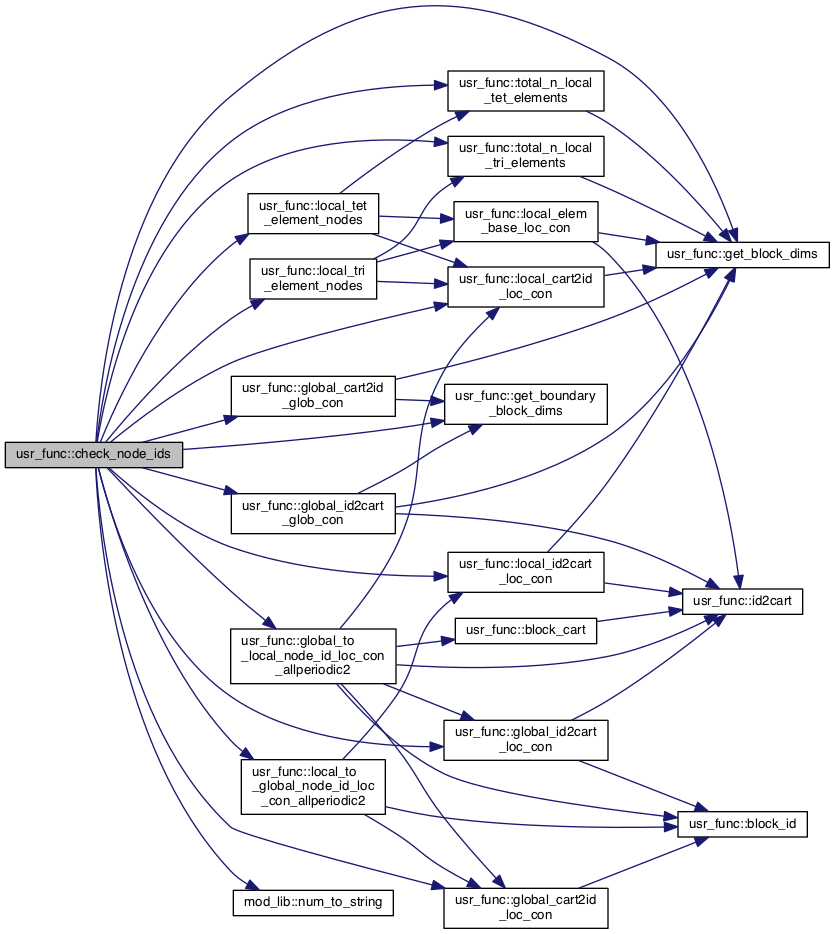 usr_func::total_n_local
_tet_elements
usr_func::total_n_local
_tri_elements
usr_func::local_tet
_element_nodes
usr_func::local_elem
_base_loc_con
usr_func::get_block_dims
usr_func::local_tri
_element_nodes
usr_func::local_cart2id
_loc_con
usr_func::global_cart2id
_glob_con
usr_func::get_boundary
_block_dims
usr_func::check_node_ids
usr_func::global_id2cart
_glob_con
usr_func::local_id2cart
_loc_con
usr_func::id2cart
usr_func::block_cart
usr_func::global_to
_local_node_id_loc_con
_allperiodic2
usr_func::global_id2cart
_loc_con
usr_func::local_to
_global_node_id_loc
_con_allperiodic2
usr_func::block_id
mod_lib::num_to_string
usr_func::global_cart2id
_loc_con